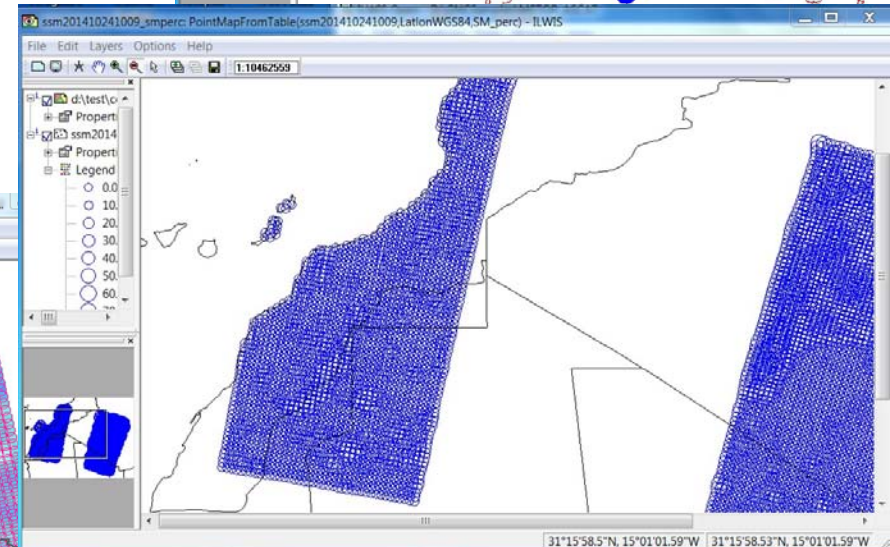 ssm201410241009_smperc: PointMapFromTable(ssm201410241009,LatlonWGS84,SM_perc) - ILWIS
File Edit Layers Options Help
1:10462559
d:\test\c
Properti
ssm2014
Properti
Legend
0.0
10.
20.
30.
40.
50.
60.
31°15'58.5"N, 15°01'01.59"W 31°15'58.53"N, 15°01'01.59"W